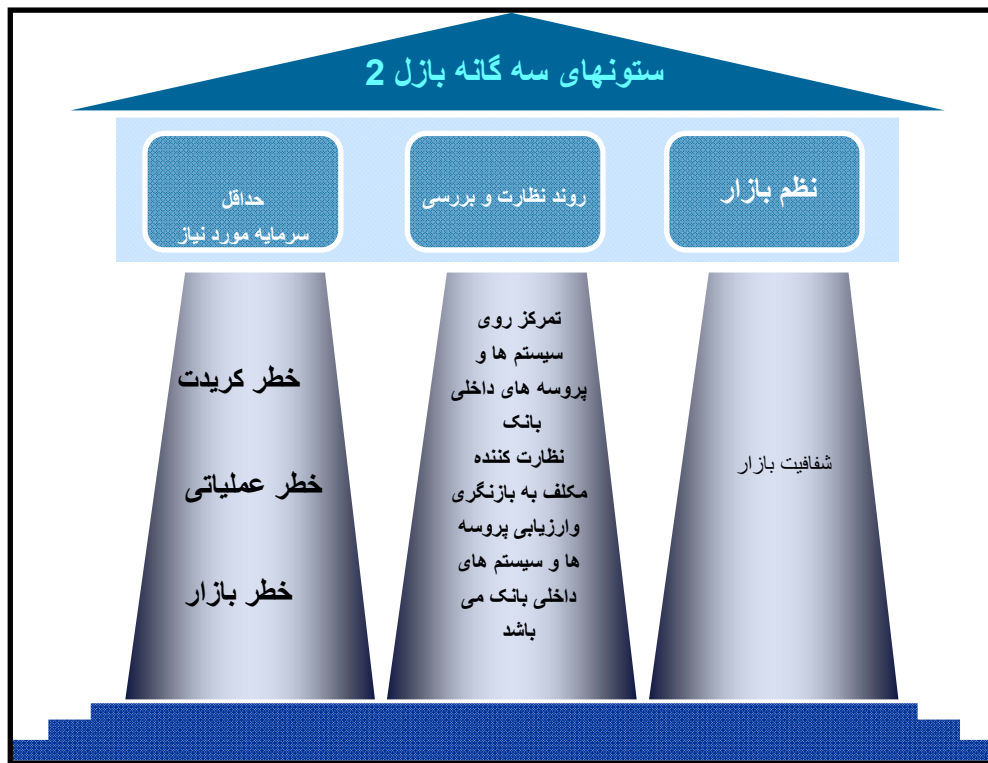 ستونهای سه گانه بازل 2
نظم بازار
روند نظارت و بررسی
حداقل
سرمایه مورد نیاز
شفافیت بازار
تمرکز روی
سیستم ها و
پروسه های داخلی
بانک
نظارت کننده
مکلف به بازنگری
وارزیابی پروسه
ها و سیستم های
داخلی بانک می
باشد
خطر کریدت
خطر عملیاتی
خطر بازار